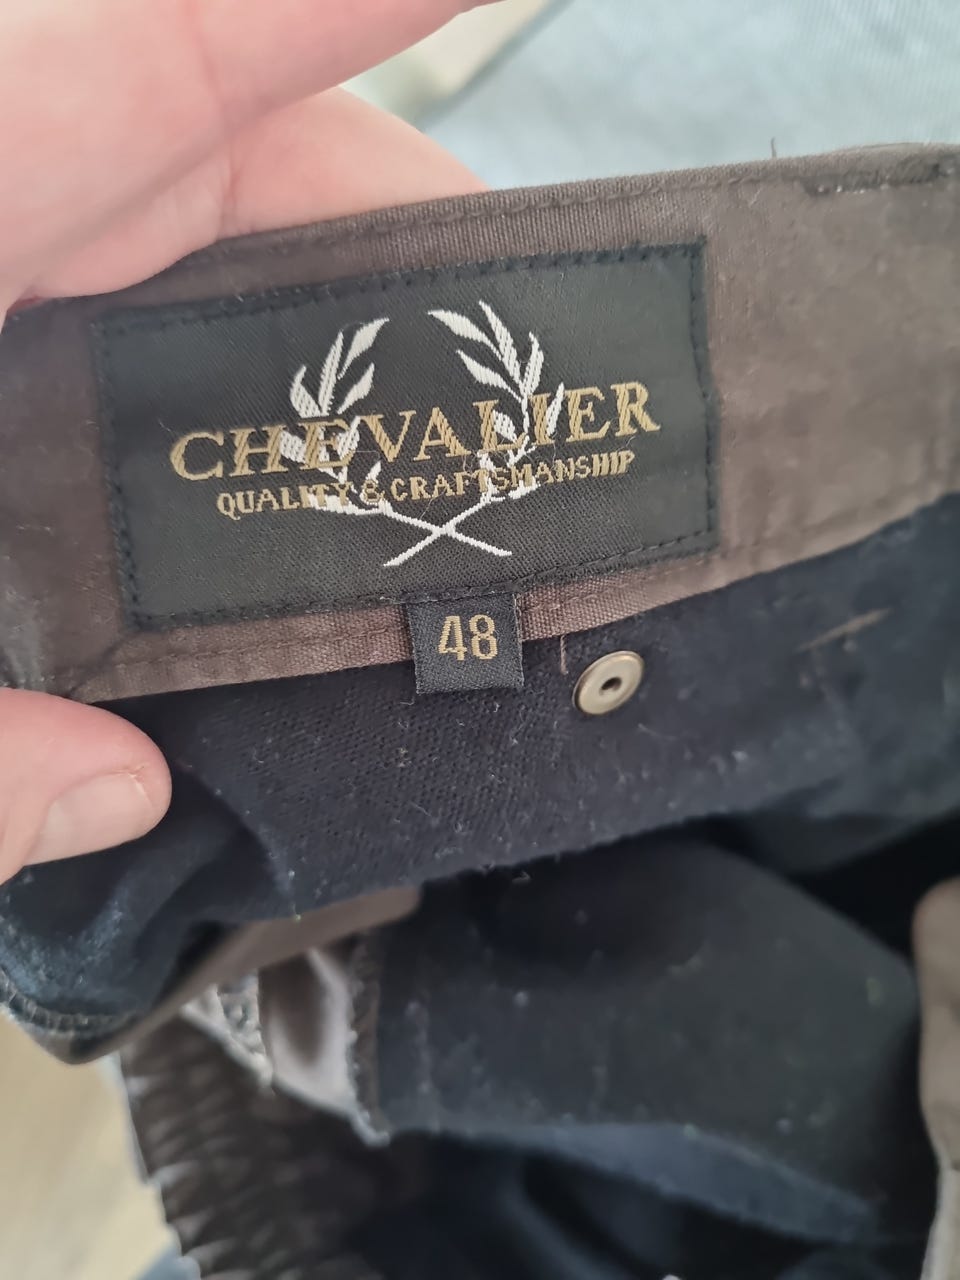 CHEVALIER
QUALITY & CRAFTSMANSHIP
48